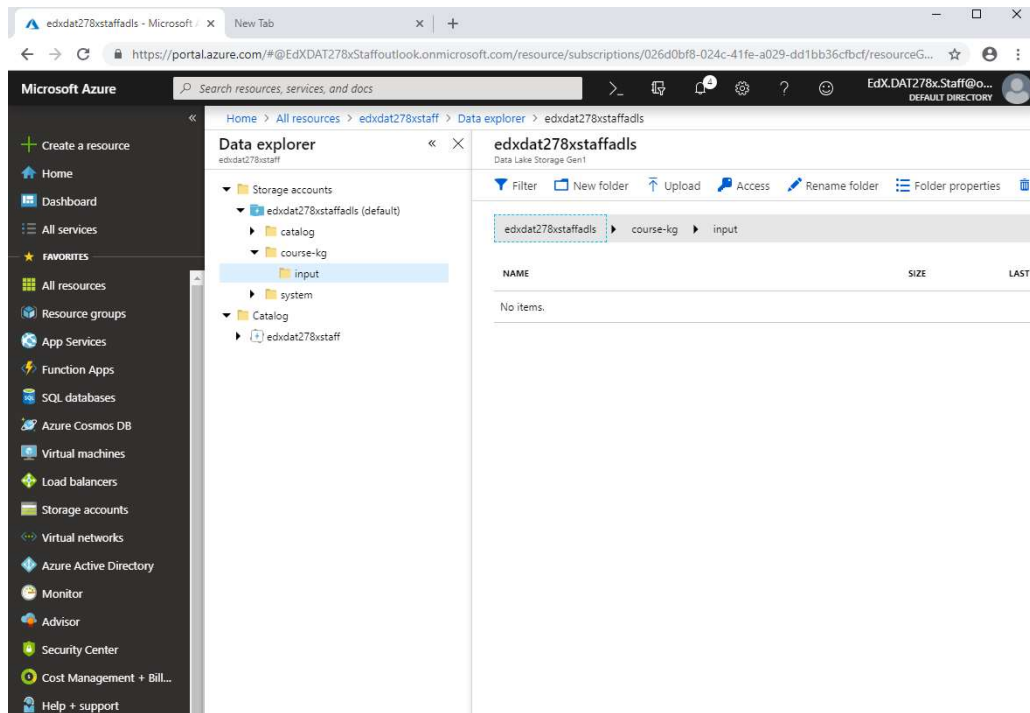 edxdat278xstaffadls - Microsoft A
New Tab
https://portal.azure.com/#@EdXDAT278xStaffoutlook.onmicrosoft.com/resource/subscriptions/026d0bf8-024c-41fe-a029-dd1bb36cfbcf/resourceG...
Microsoft Azure
Search resources, services, and docs
4
EdX.DAT278x.Staff@o...
DEFAULT DIRECTORY
Home > All resources > edxdat278xstaff > Data explorer > edxdat278xstaffadls
Create a resource
Home
Dashboard
All services
FAVORITES
All resources
Resource groups
App Services
Function Apps
SQL databases
Azure Cosmos DB
Virtual machines
Load balancers
Storage accounts
Virtual networks
Azure Active Directory
Monitor
Advisor
Security Center
Cost Management + Bill...
Help + support
Data explorer
edxdat278xstaff
Storage accounts
edxdat278xstaffadls (default)
catalog
course-kg
input
system
Catalog
edxdat278xstaff
edxdat278xstaffadls
Data Lake Storage Gen1
Filter New folder Upload Access Rename folder Folder properties
edxdat278xstaffadls course-kg input
NAME SIZE LAST
No items.